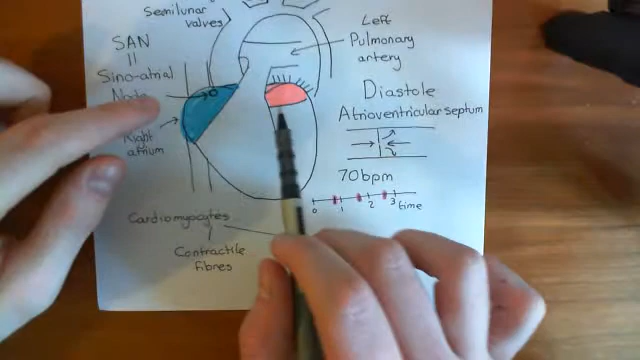 Semilunar
valves
SAN
=
Sino-atrial
Node
Right
atrium
Left
Pulmonary
artery
Diastole
Atrioventricular septum
70bpm
0 1 2 3 time
Cardiomyocytes
Contractile
fibres